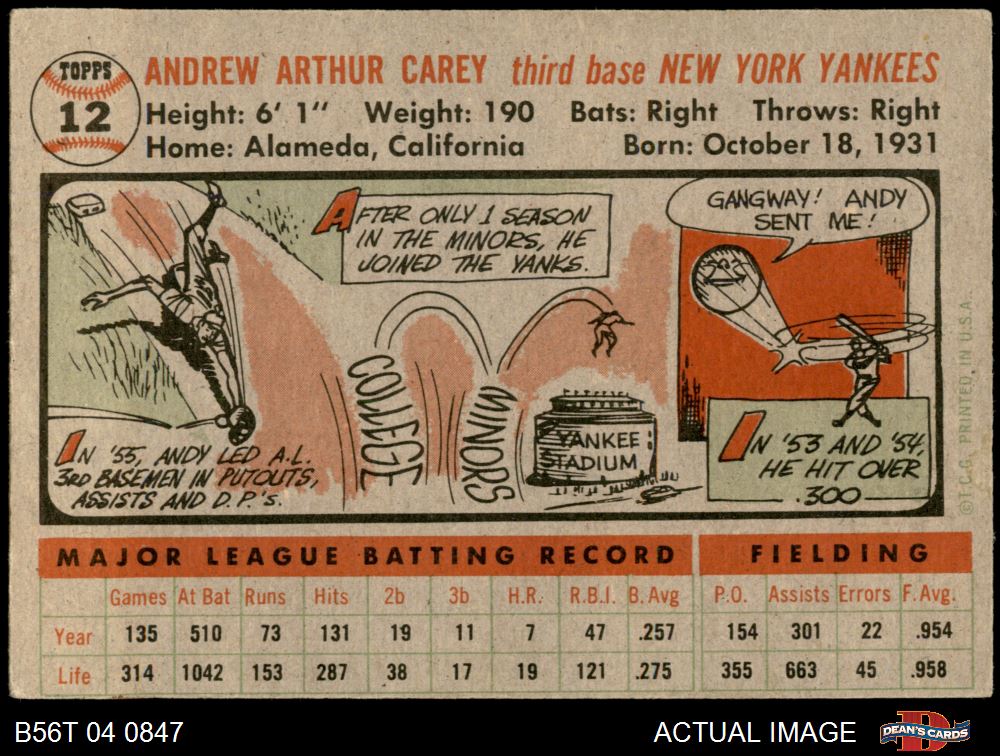 TOPPS
12
ANDREW ARTHUR CAREY third base NEW YORK YANKEES
Height: 6' 1" Weight: 190 Bats: Right Throws: Right
Home: Alameda, California Born: October 18, 1931
AFTER ONLY 1 SEASON
IN THE MINORS, HE
JOINED THE YANKS.
GANGWAY! ANDY
SENT ME!
COLLEGE
MINORS
YANKEE
STADIUM
IN '55, ANDY LED A.L.
3RD BASEMEN IN PUTOUTS,
ASSISTS AND D.P.'s.
IN '53 AND '54,
HE HIT OVER
.300
©T.C.G. PRINTED IN U.S.A.
MAJOR LEAGUE BATTING RECORD FIELDING
Games At Bat Runs Hits 2b 3b H.R. R.B.I. B. Avg P.O. Assists Errors F. Avg.
Year 135 510 73 131 19 11 7 47 .257 154 301 22 .954
Life 314 1042 153 287 38 17 19 121 .275 355 663 45 .958
B56T 04 0847 ACTUAL IMAGE
DEAN'S CARDS